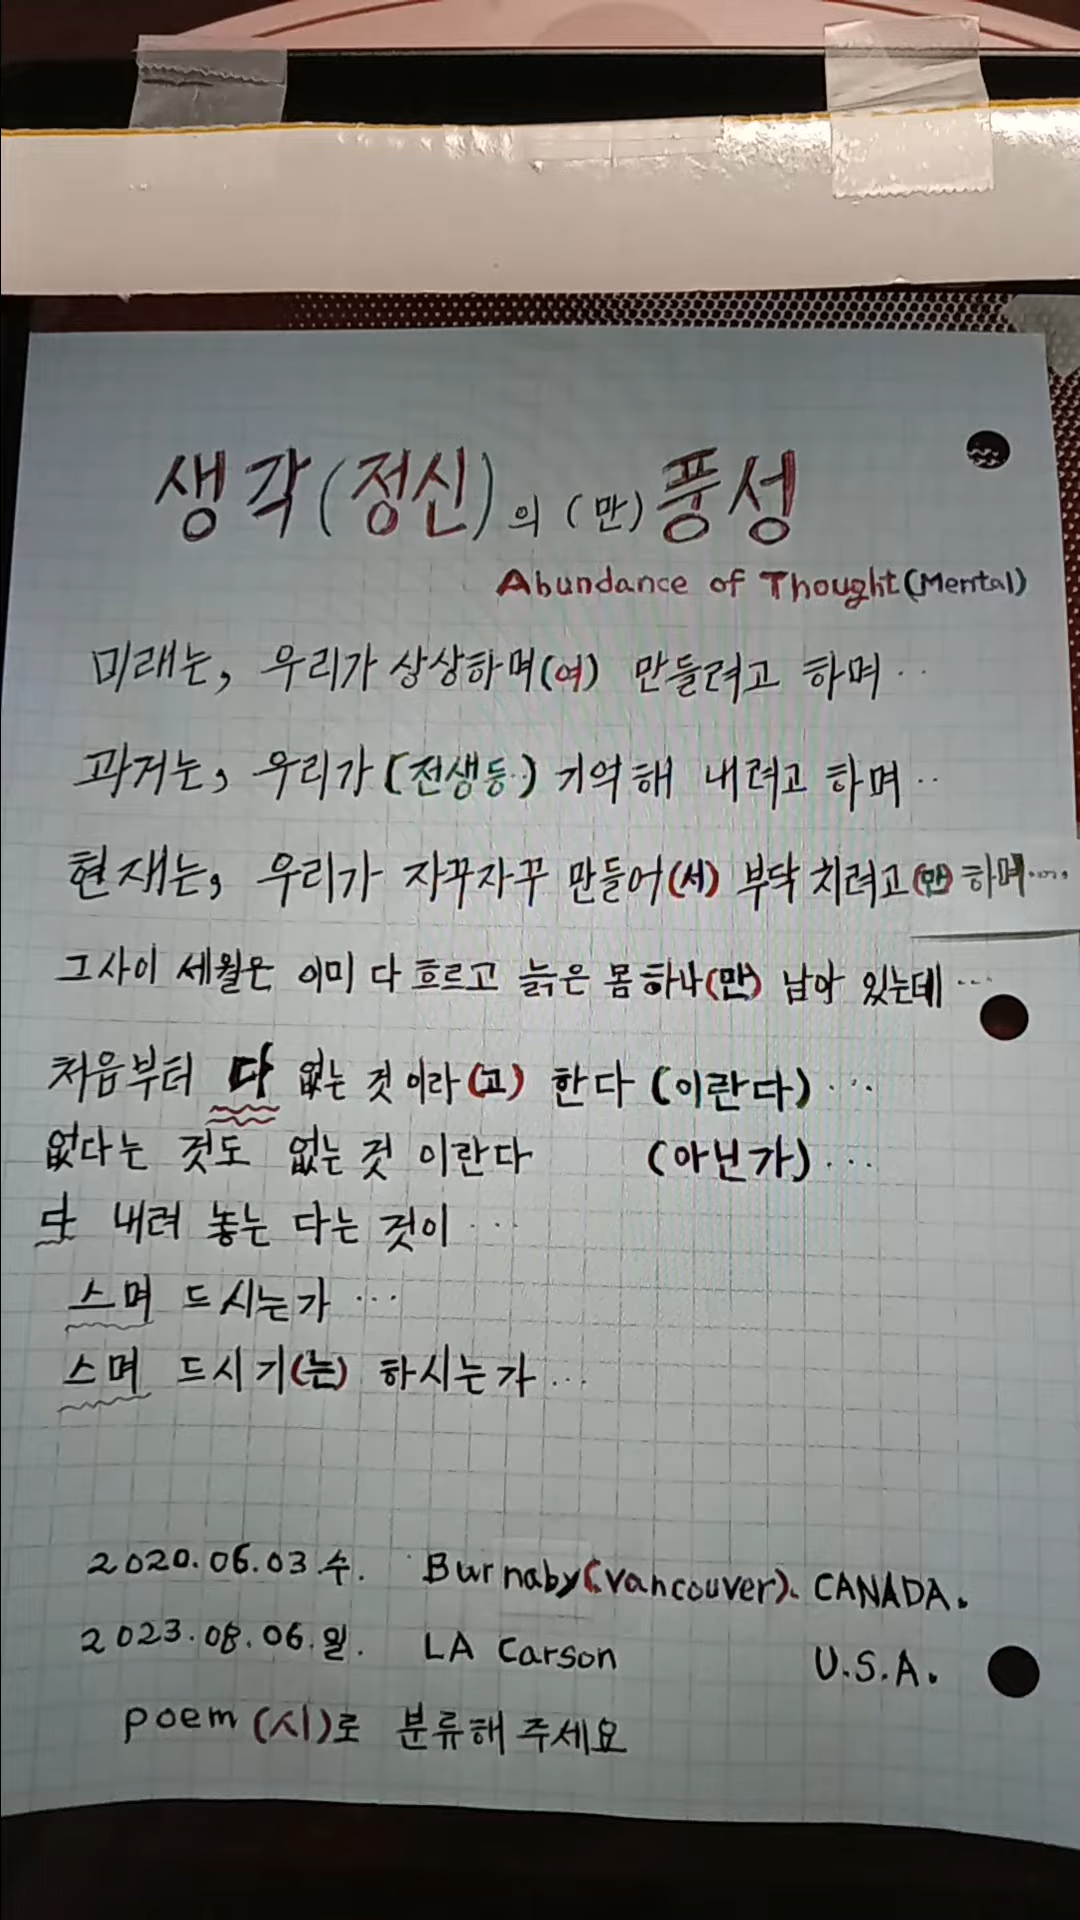 생각(정신)의(만)풍성
Abundance of Thought(Mental)
미래는, 우리가 상상하며(여) 만들려고 하며..
과거는, 우리가(전생등.) 기억해 내려고 하며..
현재는, 우리가 자꾸자꾸 만들어(서) 부닥 치려고(만) 하며....,
그사이 세월은 이미 다 흐르고 늙은 몸 하나(만) 남아 있는데...
처음부터 다 없는 것 이라(고) 한다 (이란다)...
없다는 것도 없는 것 이란다 (아닌가)...
닷 내려 놓는 다는 것이...
스며 드시는가...
스며 드시기(는) 하시는가...
2020.06.03 수. Burnaby(.vancouver). CANADA.
2023.08.06.일. LA Carson U.S.A.
poem(시)로 분류해 주세요